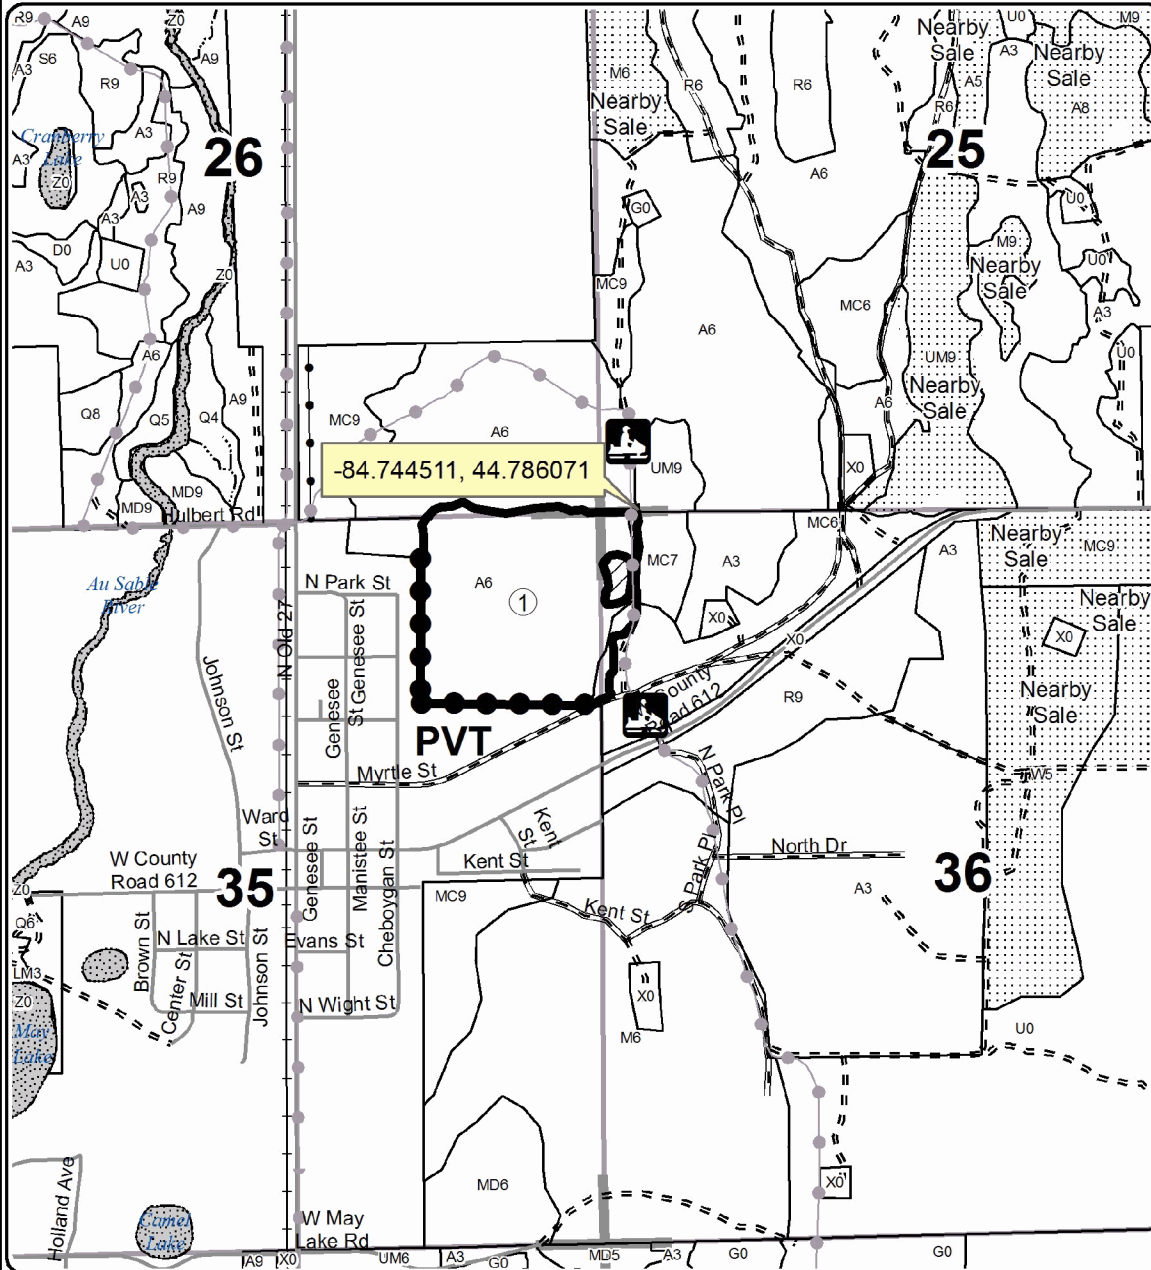 R9
A9
Z0
A9
S6
A3
R9
A3
Cranberry
Lake
Z0
A3
R9
A3
A9
A3
D0
U0
A3
Z0
26
M6
Nearby
Sale
R6
R6
A6
Nearby
Sale
A5
R6
25
U0
A3
M9
Nearby
Sale
A8
U0
G0
MC9
A6
MC6
M9
Nearby
Sale
U0
A3
U0
UM9
Nearby
Sale
A6
A6
Q8
Q5
Q4
A9
MC9
A6
UM9
X0
-84.744511, 44.786071
MD9
MD9
Hulbert Rd
MC6
Au Sable
River
N Park St
A6
1
MC7
A3
A3
Nearby
Sale
MC9
Nearby
Sale
X0
X0
X0
N Old 27
Johnson St
Genesee
St
Genesee St
PVT
Myrtle St
County
Road 612
R9
Nearby
Sale
W5
N Park Pl
Ward
St
W County
Road 612
35
Genesee St
Manistee St
Cheboygan St
Kent St
Kent
St
Kent St
S Park Pl
North Dr
36
A3
MC9
Z0
Q6
LM3
Z0
May
Lake
Brown St
N Lake St
Center St
Mill St
Johnson St
Evans St
N Wight St
X0
M6
U0
MD6
X0
Holland Ave
Camel
Lake
W May
Lake Rd
A9
X0
UM6
A3
G0
MD5
A3
G0
G0